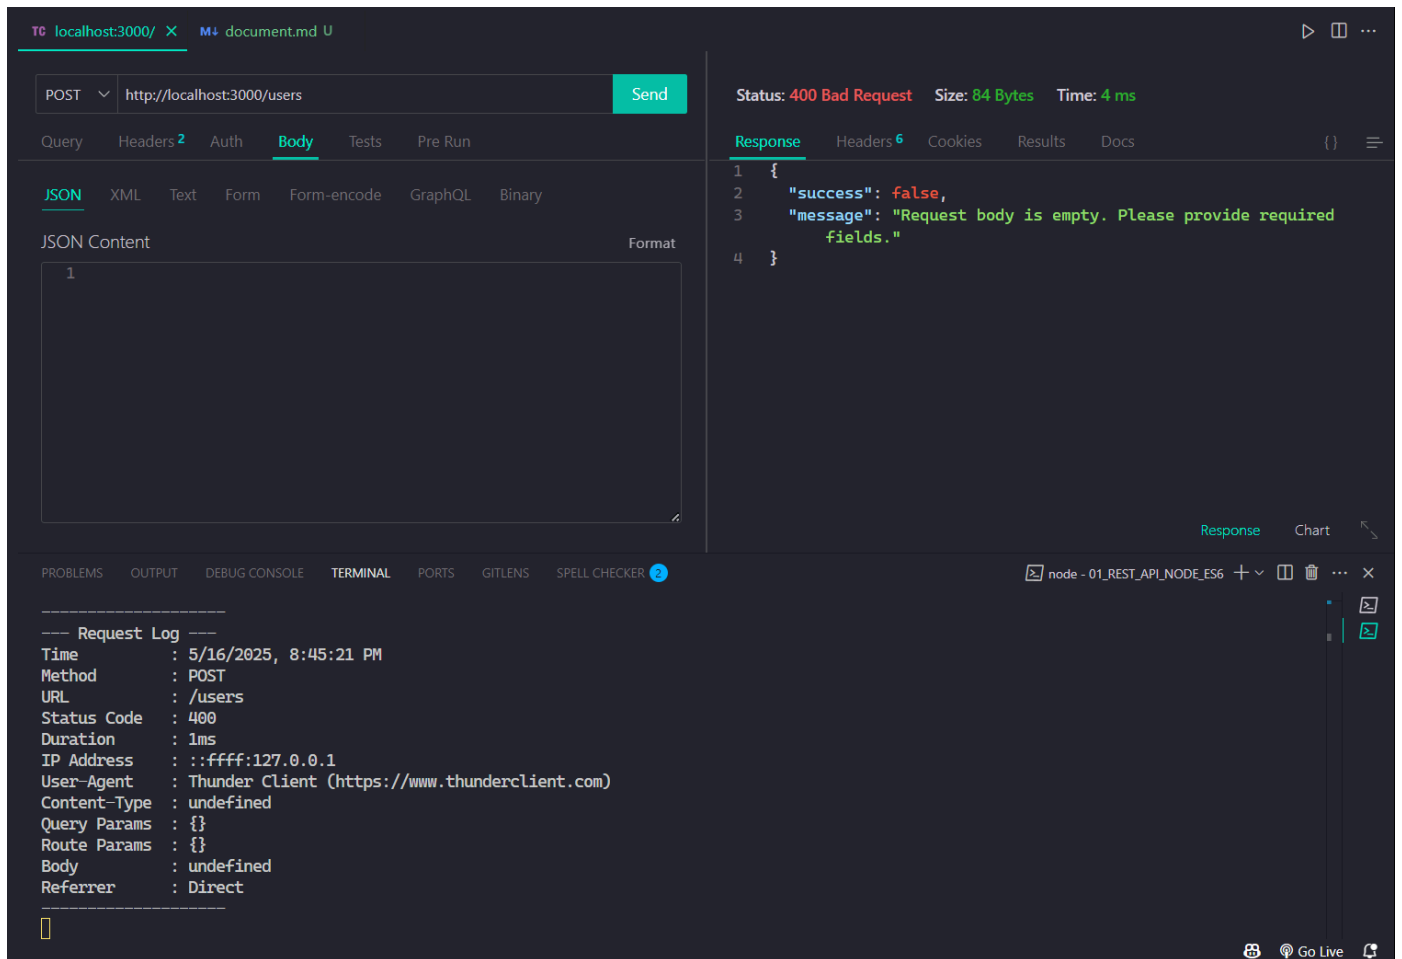 TC localhost:3000/ ✕ M↓ document.md U
POST http://localhost:3000/users Send
Query Headers 2 Auth Body Tests Pre Run
JSON XML Text Form Form-encode GraphQL Binary
JSON Content Format
1
Status: 400 Bad Request Size: 84 Bytes Time: 4 ms
Response Headers 6 Cookies Results Docs {}
1 {
2 "success": false,
3 "message": "Request body is empty. Please provide required
fields."
4 }
Response Chart
PROBLEMS OUTPUT DEBUG CONSOLE TERMINAL PORTS GITLENS SPELL CHECKER 2 node - 01_REST_API_NODE_ES6
--------------------
--- Request Log ---
Time : 5/16/2025, 8:45:21 PM
Method : POST
URL : /users
Status Code : 400
Duration : 1ms
IP Address : ::ffff:127.0.0.1
User-Agent : Thunder Client (https://www.thunderclient.com)
Content-Type : undefined
Query Params : {}
Route Params : {}
Body : undefined
Referrer : Direct
--------------------
Go Live